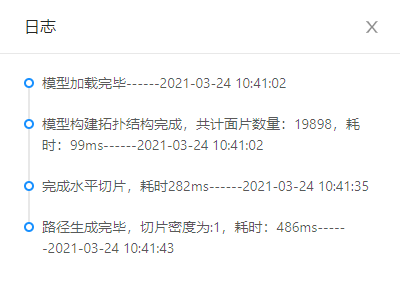 日志
模型加载完毕------2021-03-24 10:41:02
模型构建拓扑结构完成，共计面片数量：19898，耗
时：99ms------2021-03-24 10:41:02
完成水平切片，耗时282ms------2021-03-24 10:41:35
路径生成完毕，切片密度为:1，耗时：486ms-----
-2021-03-24 10:41:43